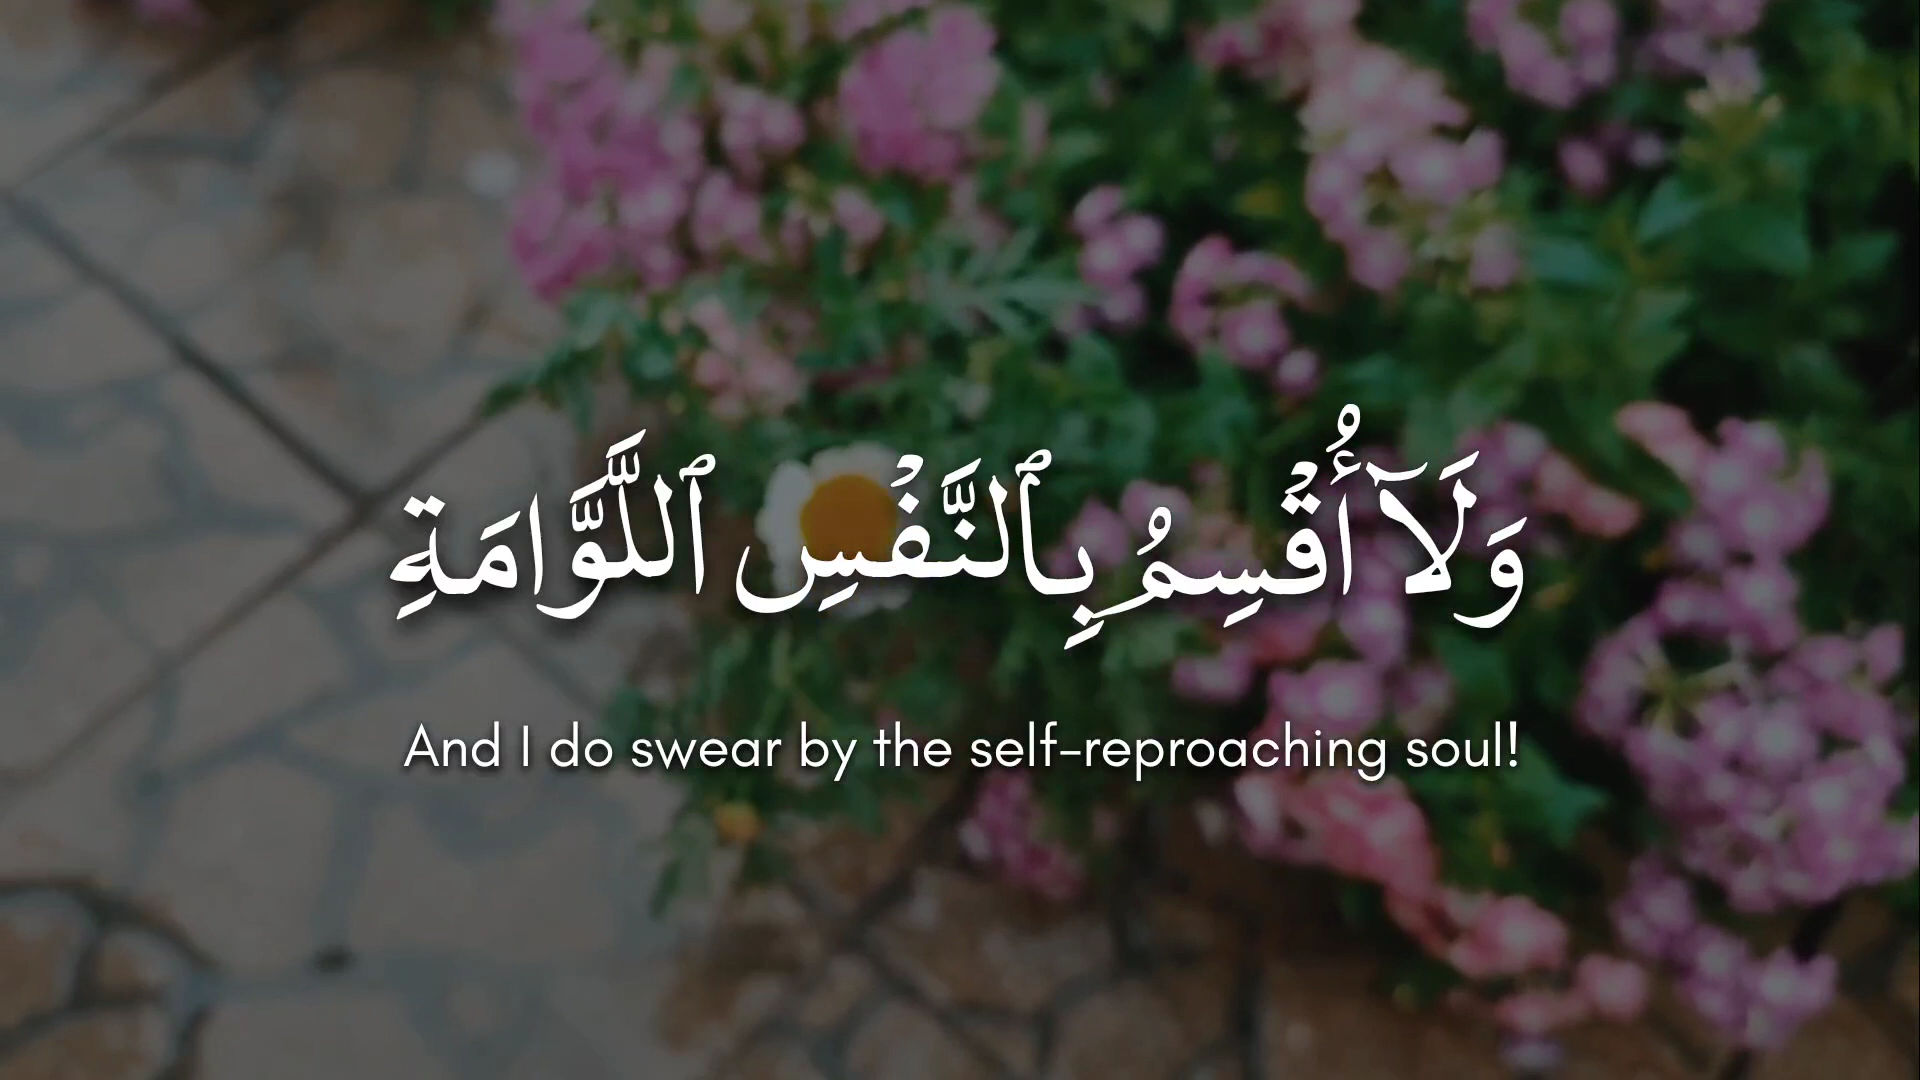 وَلَآ أُقْسِمُ بِٱلنَّفْسِ ٱللَّوَّامَةِ
And I do swear by the self-reproaching soul!